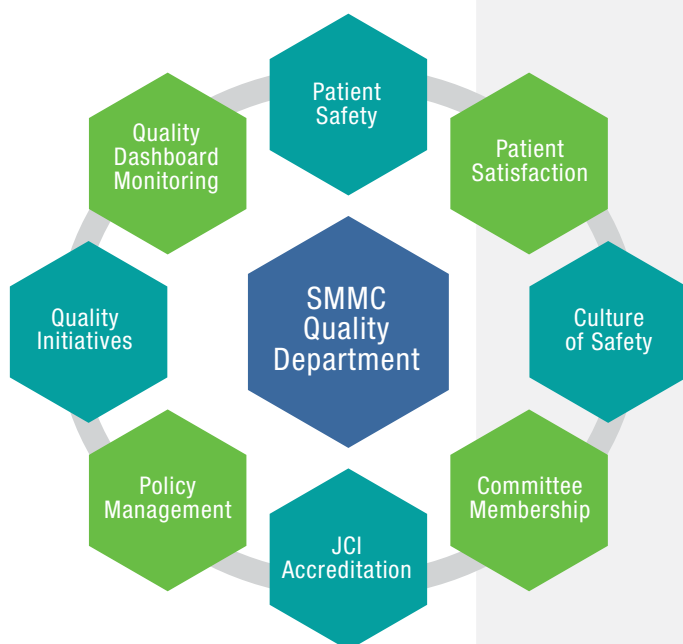 Patient
Safety
Quality
Dashboard
Monitoring
Patient
Satisfaction
Quality
Initiatives
SMMC
Quality
Department
Culture
of Safety
Policy
Management
Committee
Membership
JCI
Accreditation